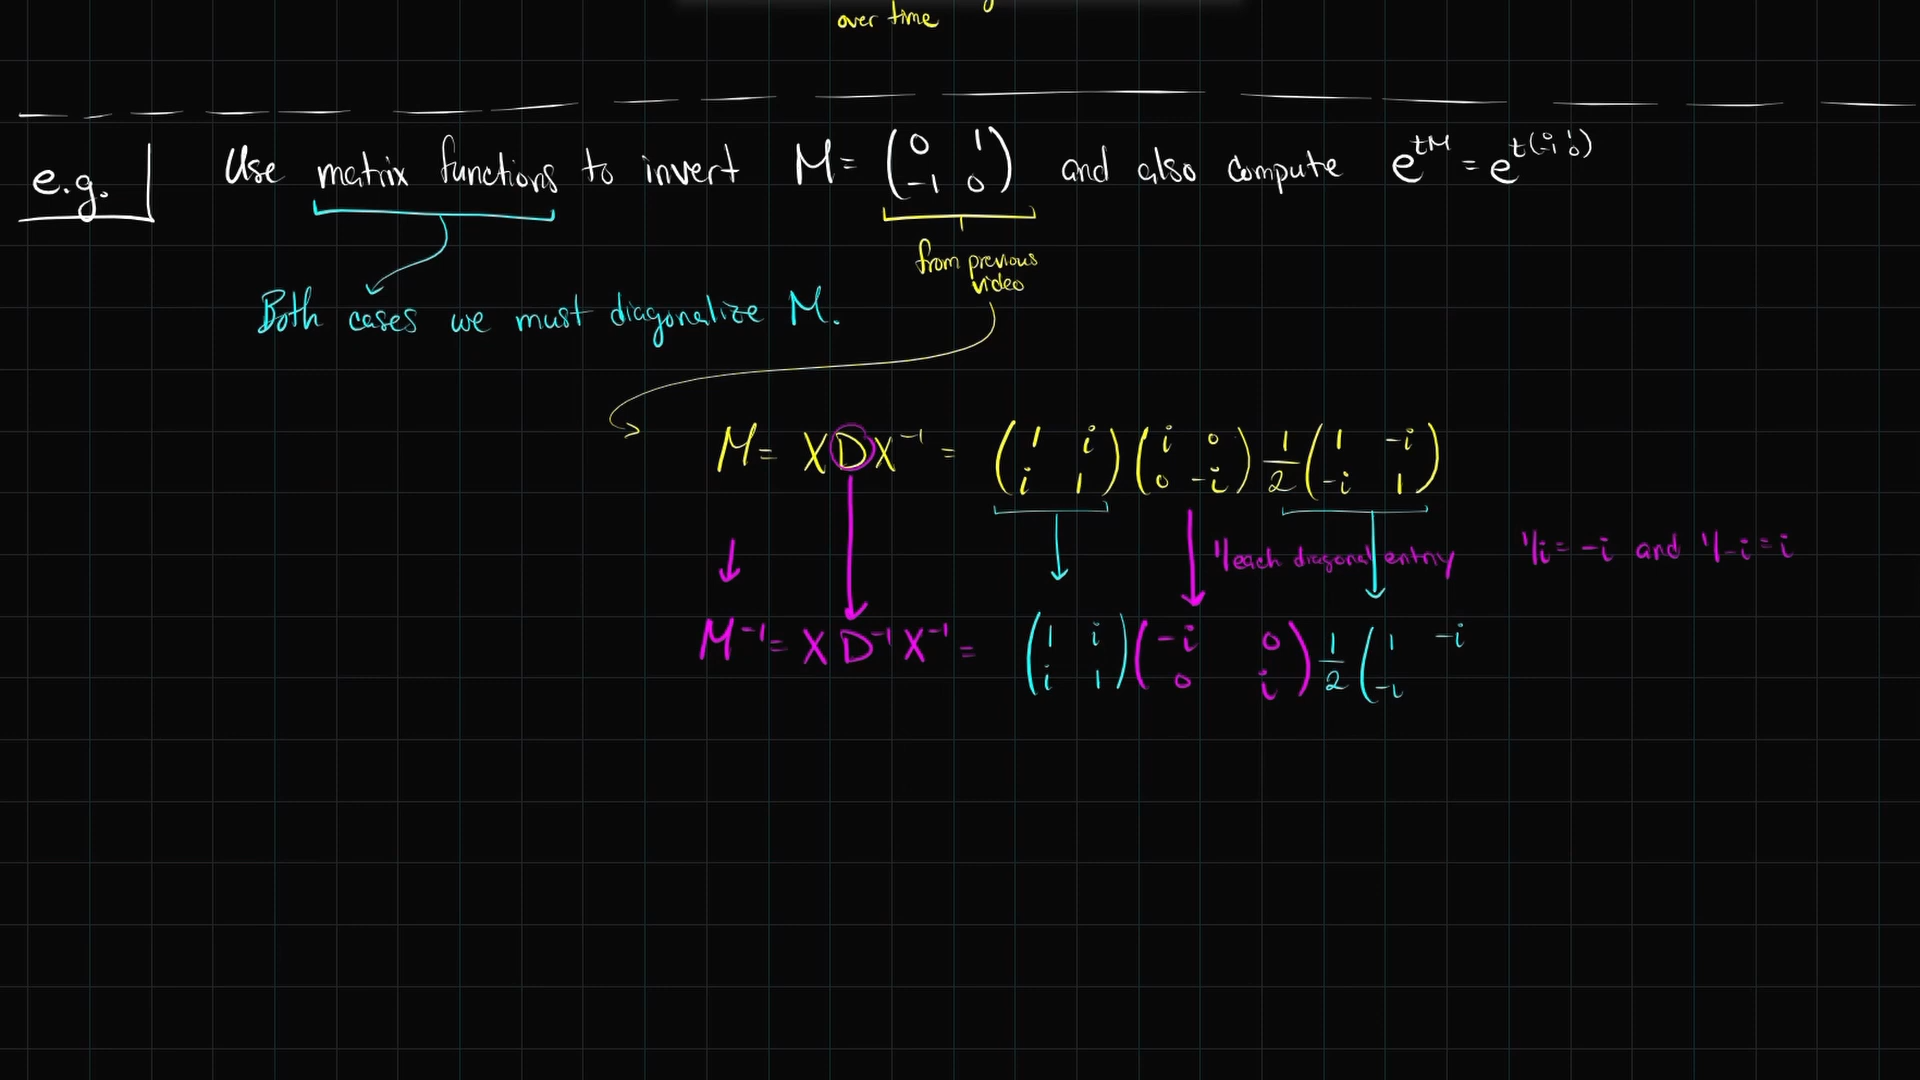 over time
e.g. Use matrix functions to invert M = ( 0 1 ; -1 0 ) and also compute e^{tM} = e^{t( 0 1 ; -1 0 )}
from previous
video
Both cases we must diagonalize M.
M = X D X^{-1} = ( 1 i ; i 1 ) ( i 0 ; 0 -i ) 1/2 ( 1 -i ; -i 1 )
1/each diagonal entry 1/i = -i and 1/-i = i
M^{-1} = X D^{-1} X^{-1} = ( 1 i ; i 1 ) ( -i 0 ; 0 i ) 1/2 ( 1 -i ; -i